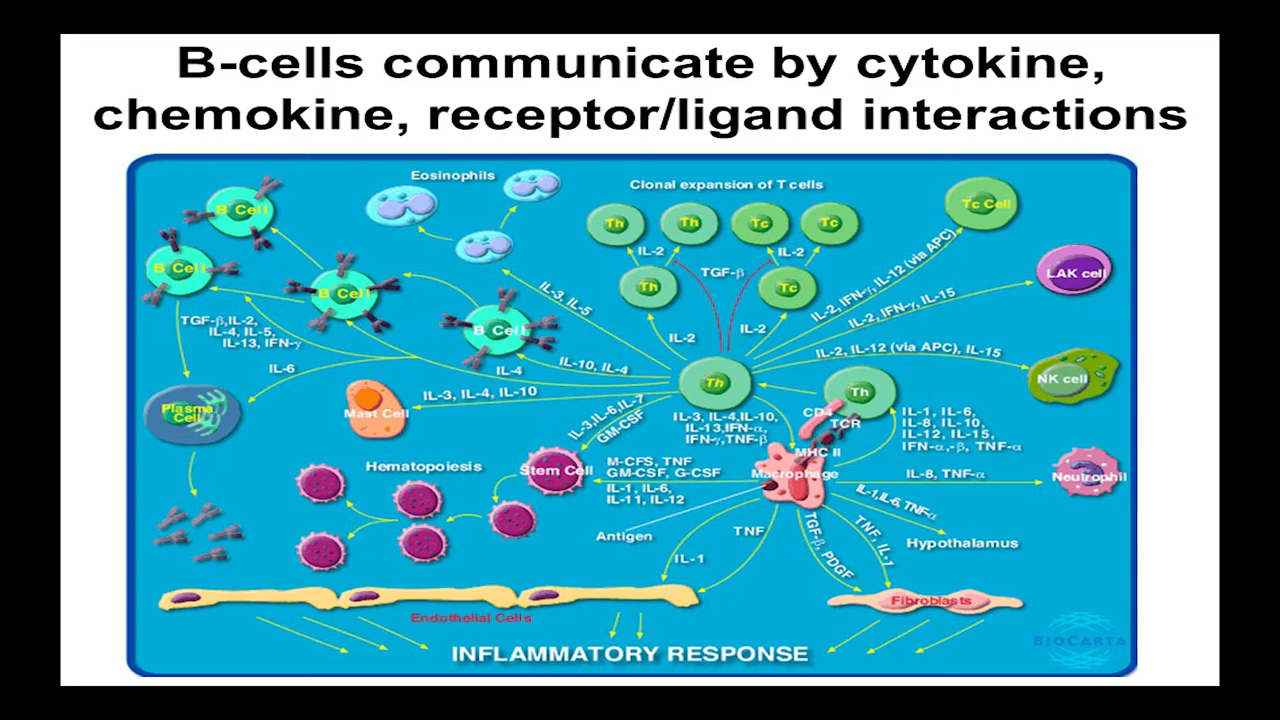 B-cells communicate by cytokine,
chemokine, receptor/ligand interactions
Eosinophils
Clonal expansion of T cells
B Cell
Th
Th
Tc
Tc
Tc Cell
IL-2
IL-2
B Cell
TGF-β
LAK cell
B Cell
Th
Tc
IL-3, IL-5
IL-2, IFN-γ, IL-12 (via APC)
IL-2, IFN-γ, IL-15
TGF-β,IL-2,
IL-4, IL-5,
IL-13, IFN-γ
B Cell
IL-2
IL-2
IL-2, IL-12 (via APC), IL-15
IL-6
IL-4
IL-10, IL-4
Th
NK cell
IL-3, IL-4, IL-10
Th
Plasma
Cell
Mast Cell
IL-3,IL-6,IL-7
GM-CSF
IL-3, IL-4,IL-10,
IL-13,IFN-α,
IFN-γ,TNF-β
CD4
TCR
IL-1, IL-6,
IL-8, IL-10,
IL-12, IL-15,
IFN-α,-β, TNF-α
MHC II
Hematopoiesis
Stem Cell
M-CFS, TNF
GM-CSF, G-CSF
IL-1, IL-6,
IL-11, IL-12
Macrophage
IL-8, TNF-α
Neutrophil
IL-1,IL-6, TNF-α
Antigen
TNF
TGF-β, PDGF
TNF, IL-1
Hypothalamus
IL-1
Endothelial Cells
Fibroblasts
BIOCARTA
INFLAMMATORY RESPONSE